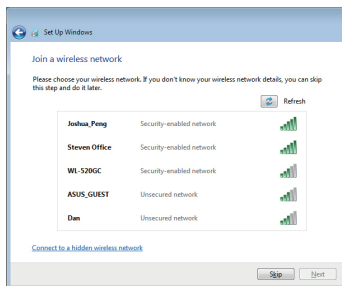 Set Up Windows
Join a wireless network
Please choose your wireless network. If you don't know your wireless network details, you can skip
this step and do it later.
Refresh
Joshua_Peng Security-enabled network
Steven Office Security-enabled network
WL-520GC Security-enabled network
ASUS_GUEST Unsecured network
Dan Unsecured network
Connect to a hidden wireless network
Skip Next